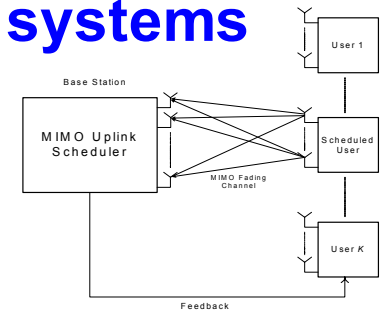 systems
User 1
Base Station
MIMO Uplink
Scheduler
Scheduled
User
MIMO Fading
Channel
User K
Feedback